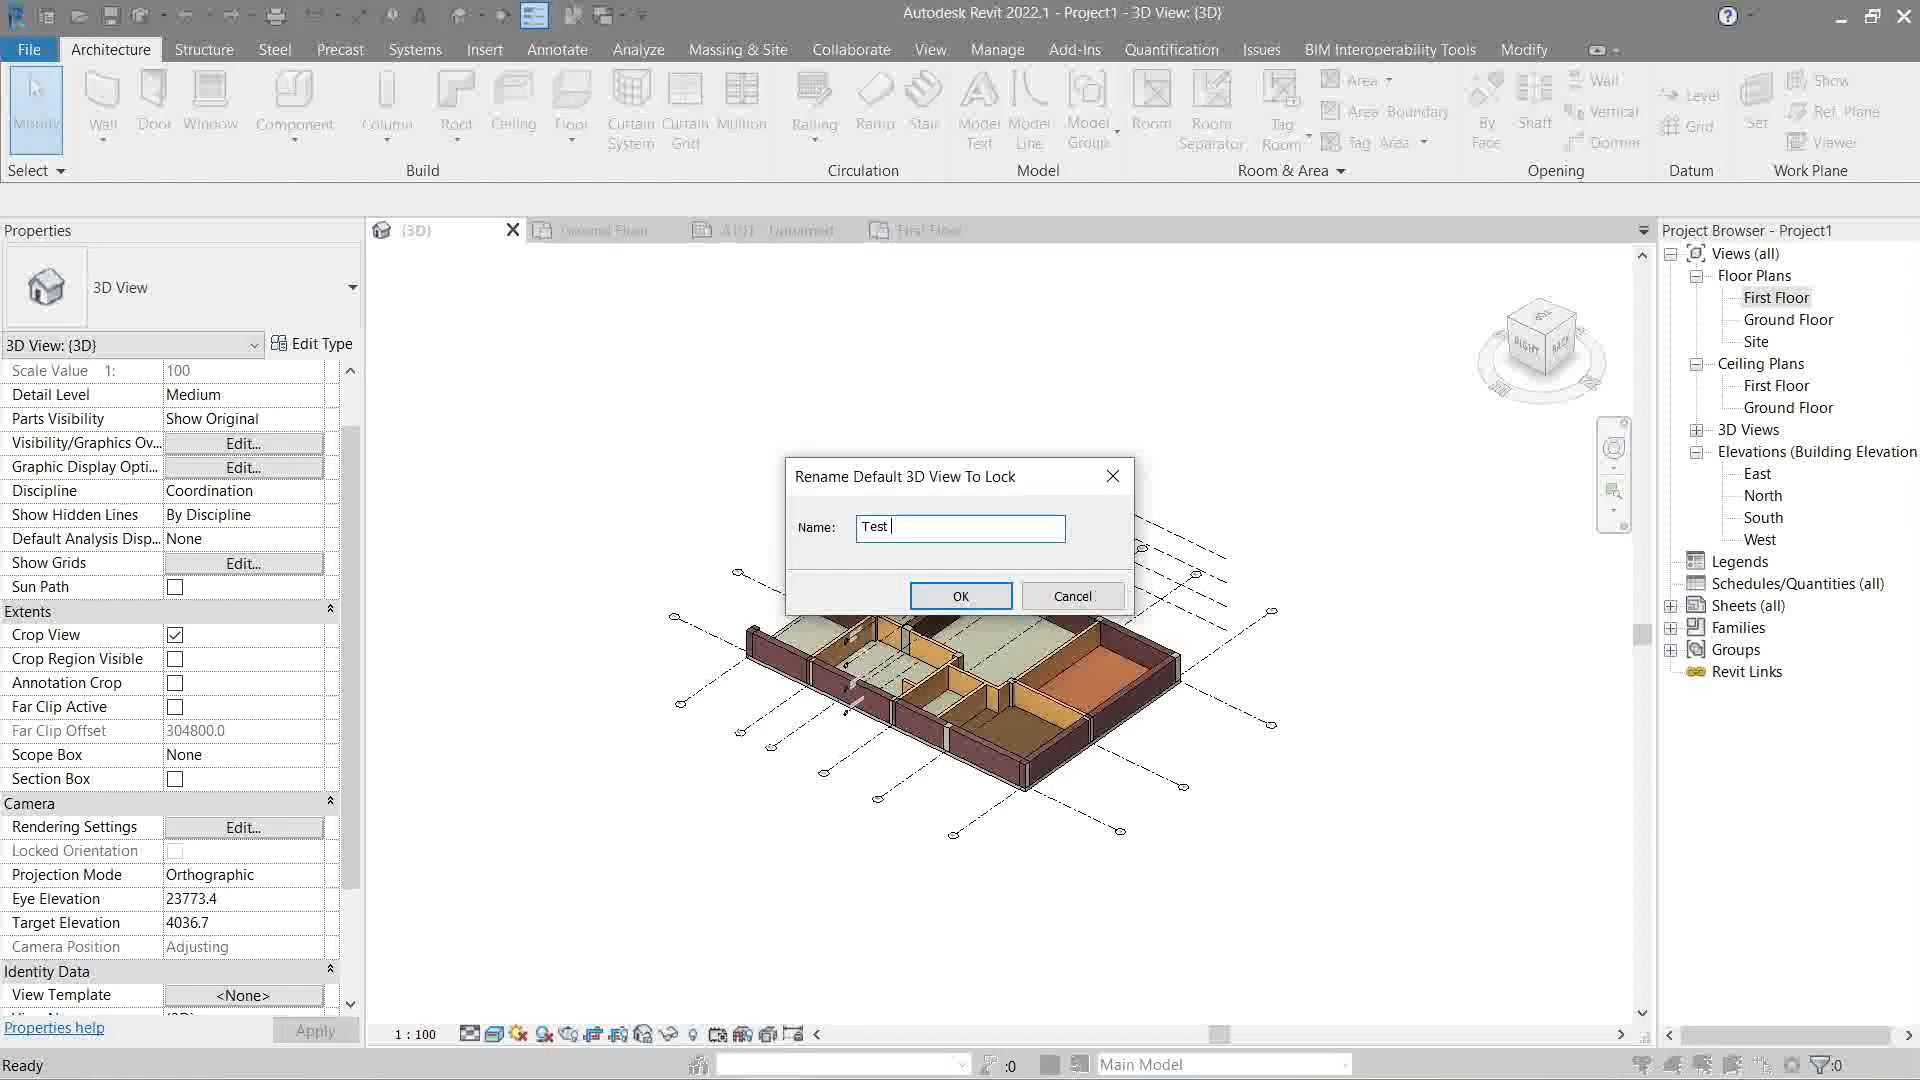 Autodesk Revit 2022.1 - Project1 - 3D View: {3D}
File Architecture Structure Steel Precast Systems Insert Annotate Analyze Massing & Site Collaborate View Manage Add-Ins Quantification Issues BIM Interoperability Tools Modify
Modify Wall Door Window Component Column Roof Ceiling Floor Curtain System Curtain Grid Mullion Railing Ramp Stair Model Text Model Line Model Group Room Room Separator Tag Room Area Area Boundary Tag Area By Face Shaft Wall Vertical Dormer Level Grid Set Show Ref Plane Viewer
Select Build Circulation Model Room & Area Opening Datum Work Plane
Properties
3D View
3D View: {3D} Edit Type
Scale Value 1: 100
Detail Level Medium
Parts Visibility Show Original
Visibility/Graphics Ov... Edit...
Graphic Display Opti... Edit...
Discipline Coordination
Show Hidden Lines By Discipline
Default Analysis Disp... None
Show Grids Edit...
Sun Path
Extents
Crop View
Crop Region Visible
Annotation Crop
Far Clip Active
Far Clip Offset 304800.0
Scope Box None
Section Box
Camera
Rendering Settings Edit...
Locked Orientation
Projection Mode Orthographic
Eye Elevation 23773.4
Target Elevation 4036.7
Camera Position Adjusting
Identity Data
View Template <None>
Properties help Apply
{3D} Ground Floor Unnamed First Floor
TOP
RIGHT BACK
Rename Default 3D View To Lock
Name: Test
OK Cancel
1 : 100
Project Browser - Project1
Views (all)
Floor Plans
First Floor
Ground Floor
Site
Ceiling Plans
First Floor
Ground Floor
3D Views
Elevations (Building Elevation
East
North
South
West
Legends
Schedules/Quantities (all)
Sheets (all)
Families
Groups
Revit Links
Ready :0 Main Model :0